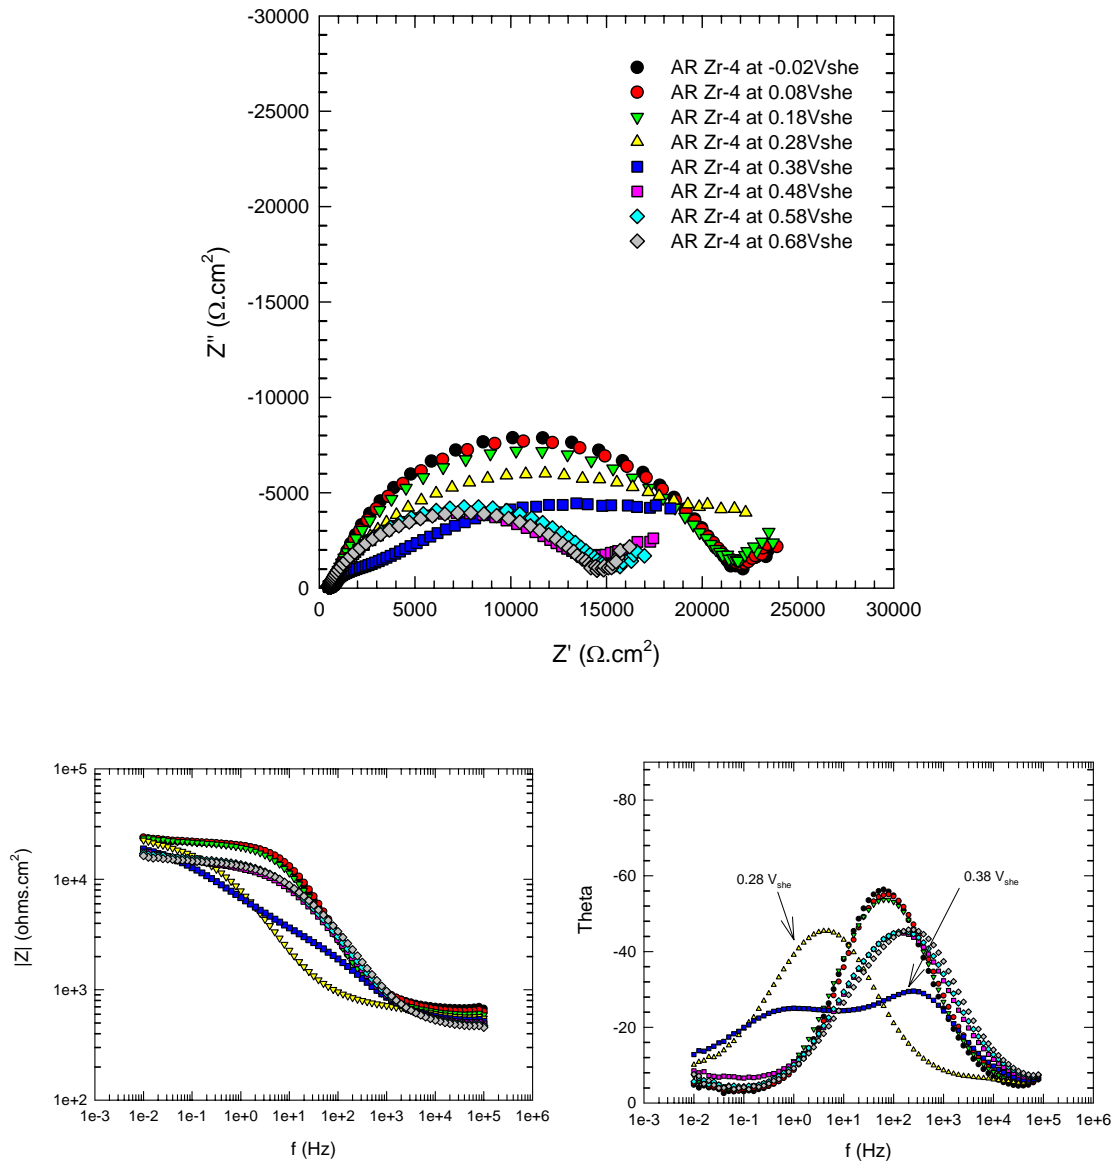 -30000
-25000
-20000
-15000
-10000
-5000
0
Z'' (Ω.cm²)
AR Zr-4 at -0.02Vshe
AR Zr-4 at 0.08Vshe
AR Zr-4 at 0.18Vshe
AR Zr-4 at 0.28Vshe
AR Zr-4 at 0.38Vshe
AR Zr-4 at 0.48Vshe
AR Zr-4 at 0.58Vshe
AR Zr-4 at 0.68Vshe
0 5000 10000 15000 20000 25000 30000
Z' (Ω.cm²)
1e+5
1e+4
1e+3
1e+2
|Z| (ohms.cm²)
1e-3 1e-2 1e-1 1e+0 1e+1 1e+2 1e+3 1e+4 1e+5 1e+6
f (Hz)
-80
-60
-40
-20
0
Theta
0.28 Vshe
0.38 Vshe
1e-3 1e-2 1e-1 1e+0 1e+1 1e+2 1e+3 1e+4 1e+5 1e+6
f (Hz)